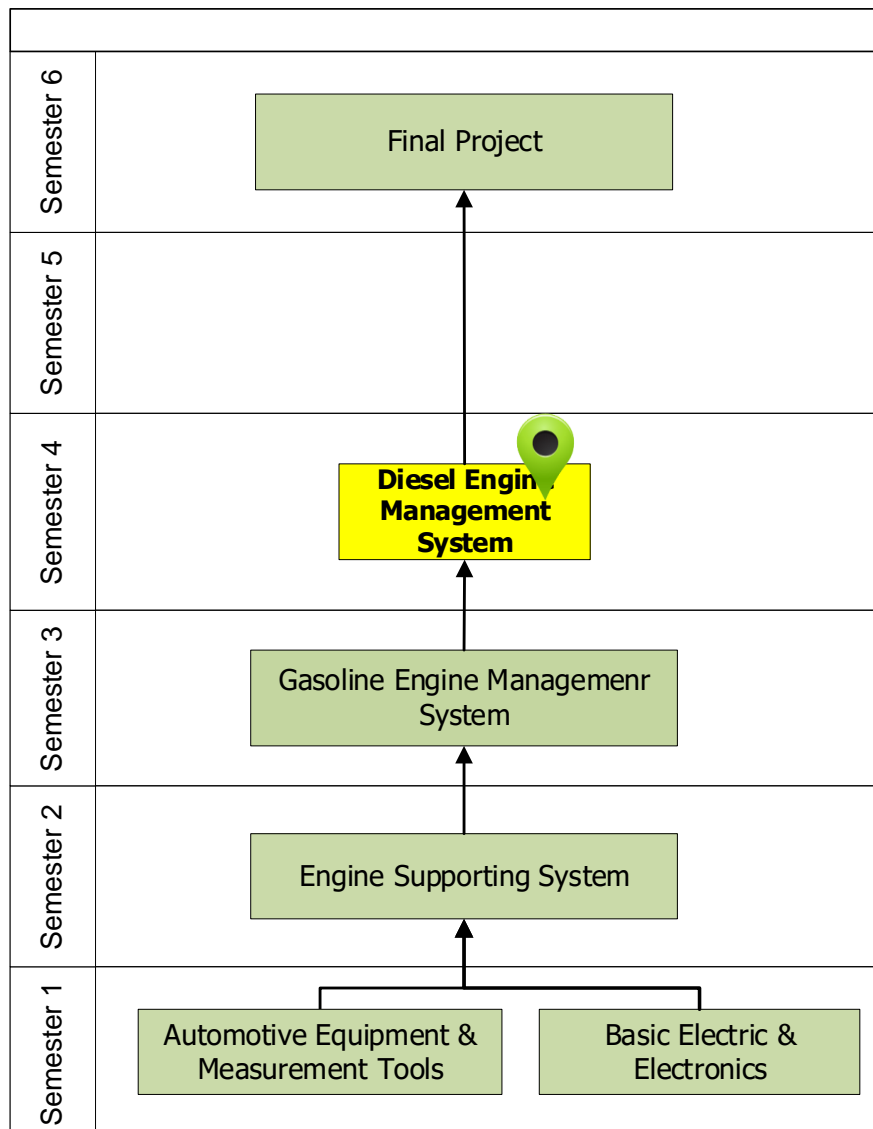 Semester 6
Final Project
Semester 5
Semester 4
Diesel Engine
Management
System
Semester 3
Gasoline Engine Managemenr
System
Semester 2
Engine Supporting System
Semester 1
Automotive Equipment &
Measurement Tools
Basic Electric &
Electronics